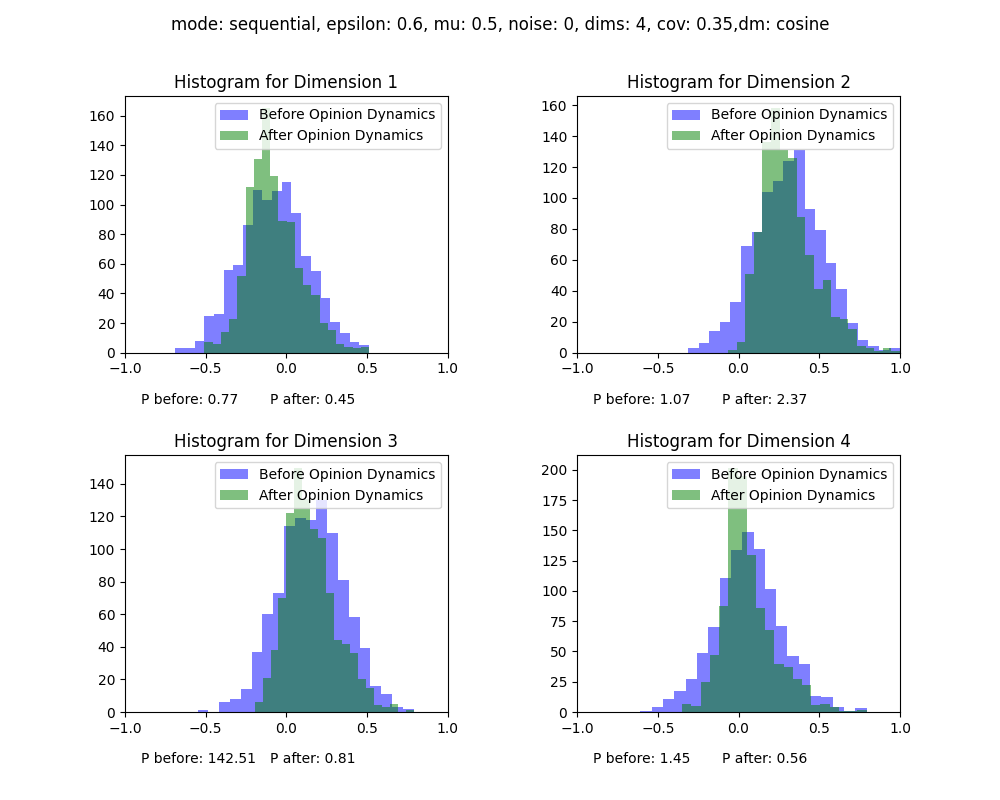 mode: sequential, epsilon: 0.6, mu: 0.5, noise: 0, dims: 4, cov: 0.35,dm: cosine
Histogram for Dimension 1
Before Opinion Dynamics
After Opinion Dynamics
160
140
120
100
80
60
40
20
0
−1.0 −0.5 0.0 0.5 1.0
P before: 0.77 P after: 0.45
Histogram for Dimension 2
Before Opinion Dynamics
After Opinion Dynamics
160
140
120
100
80
60
40
20
0
−1.0 −0.5 0.0 0.5 1.0
P before: 1.07 P after: 2.37
Histogram for Dimension 3
Before Opinion Dynamics
After Opinion Dynamics
140
120
100
80
60
40
20
0
−1.0 −0.5 0.0 0.5 1.0
P before: 142.51 P after: 0.81
Histogram for Dimension 4
Before Opinion Dynamics
After Opinion Dynamics
200
175
150
125
100
75
50
25
0
−1.0 −0.5 0.0 0.5 1.0
P before: 1.45 P after: 0.56